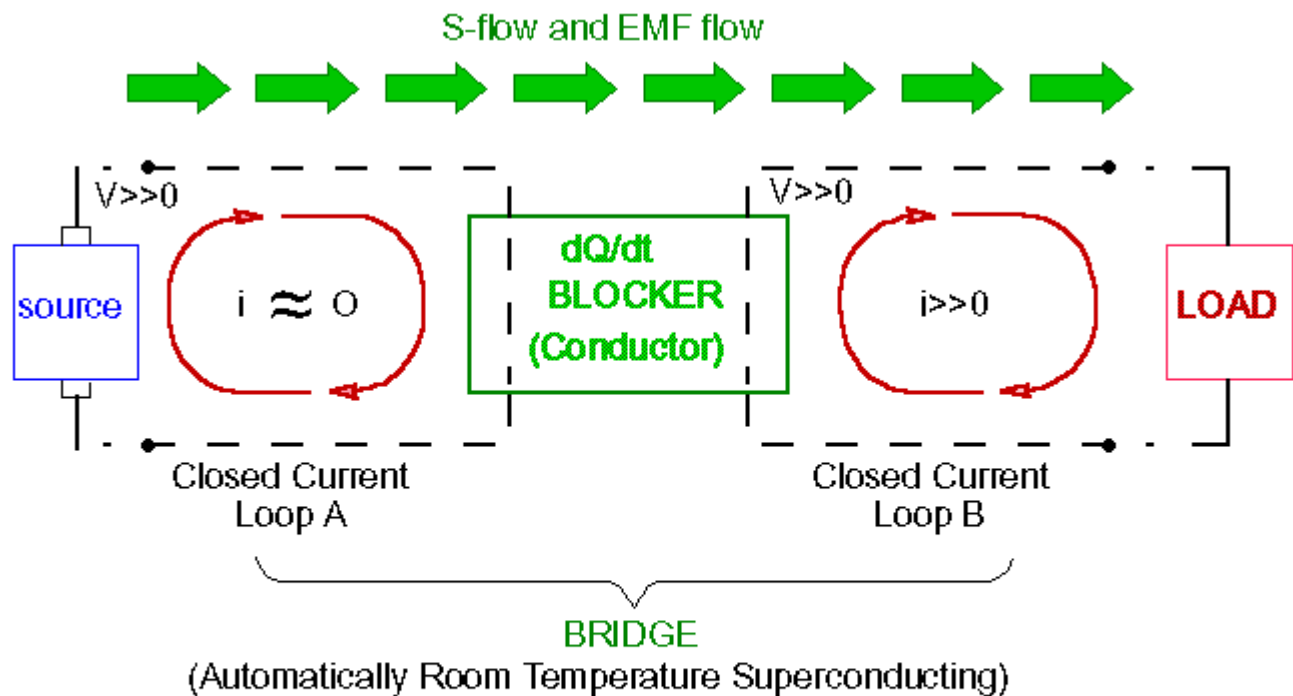 S-flow and EMF flow
V>>0
V>>0
source
i ≈ O
dQ/dt
BLOCKER
(Conductor)
i>>0
LOAD
Closed Current
Loop A
Closed Current
Loop B
BRIDGE
(Automatically Room Temperature Superconducting)